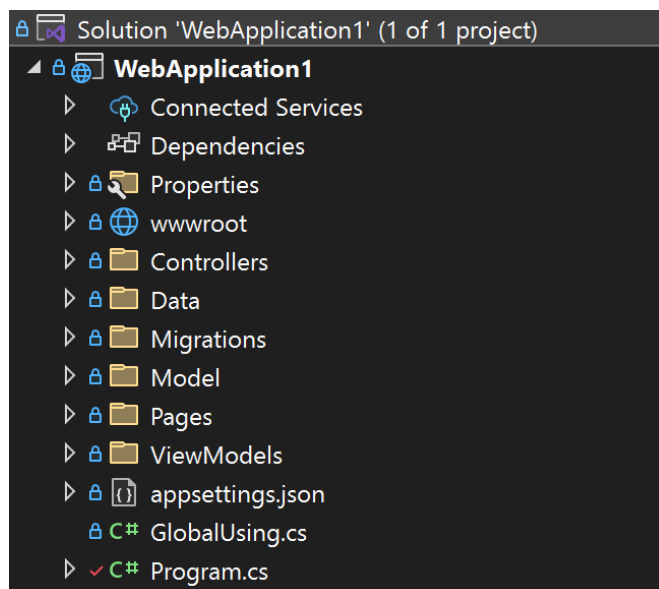 Solution 'WebApplication1' (1 of 1 project)
WebApplication1
Connected Services
Dependencies
Properties
wwwroot
Controllers
Data
Migrations
Model
Pages
ViewModels
appsettings.json
C# GlobalUsing.cs
C# Program.cs